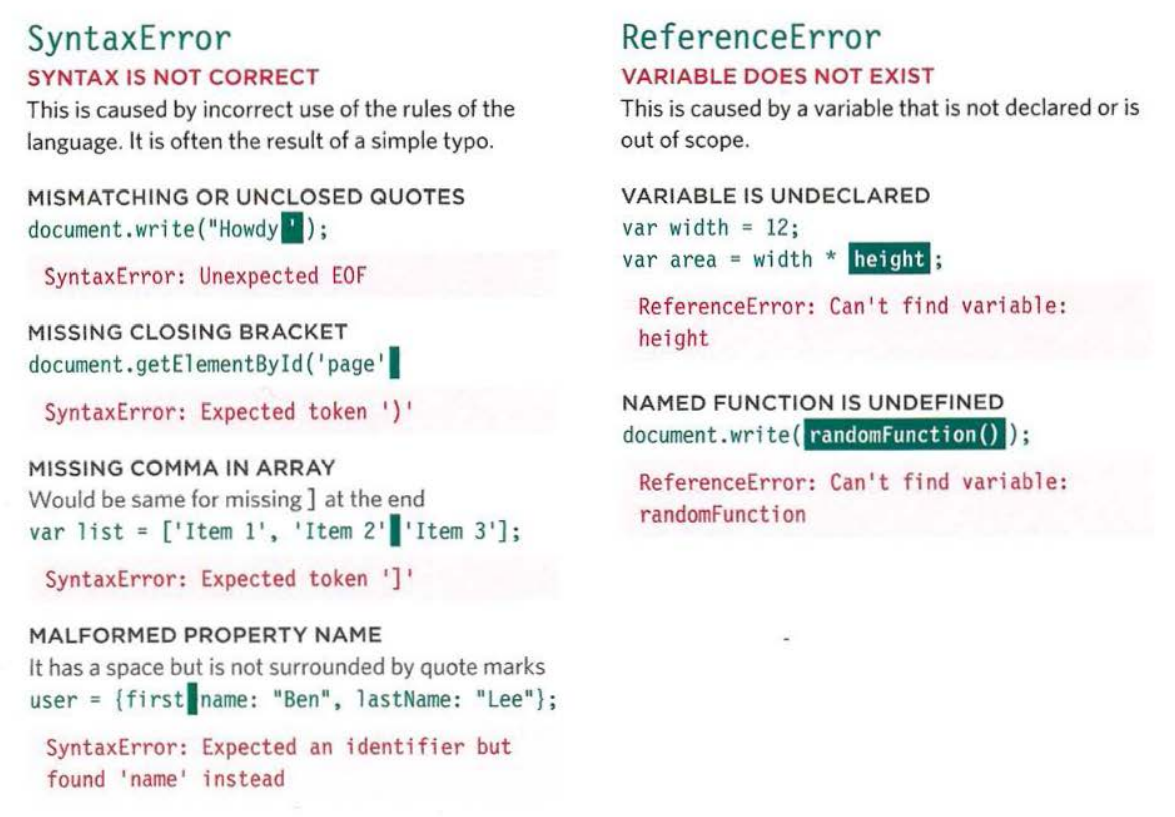 SyntaxError
SYNTAX IS NOT CORRECT
This is caused by incorrect use of the rules of the
language. It is often the result of a simple typo.
MISMATCHING OR UNCLOSED QUOTES
document.write("Howdy');
SyntaxError: Unexpected EOF
MISSING CLOSING BRACKET
document.getElementById('page'
SyntaxError: Expected token ')'
MISSING COMMA IN ARRAY
Would be same for missing ] at the end
var list = ['Item 1', 'Item 2' 'Item 3'];
SyntaxError: Expected token ']'
MALFORMED PROPERTY NAME
It has a space but is not surrounded by quote marks
user = {first name: "Ben", lastName: "Lee"};
SyntaxError: Expected an identifier but
found 'name' instead
ReferenceError
VARIABLE DOES NOT EXIST
This is caused by a variable that is not declared or is
out of scope.
VARIABLE IS UNDECLARED
var width = 12;
var area = width * height;
ReferenceError: Can't find variable:
height
NAMED FUNCTION IS UNDEFINED
document.write(randomFunction());
ReferenceError: Can't find variable:
randomFunction